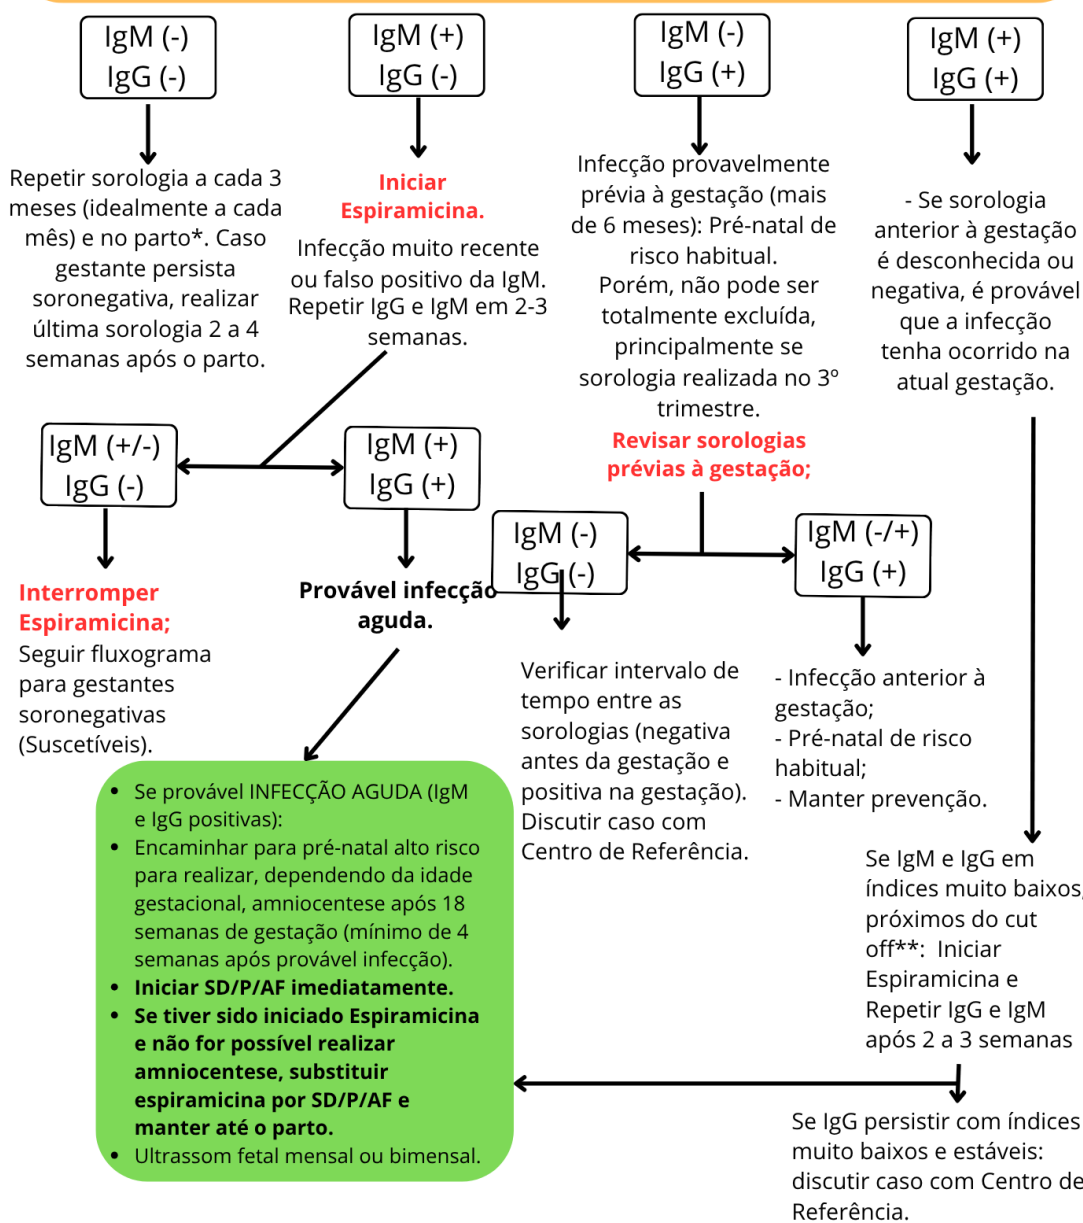 IgM (-)
IgG (-)
IgM (+)
IgG (-)
IgM (-)
IgG (+)
IgM (+)
IgG (+)
Repetir sorologia a cada 3
meses (idealmente a cada
mês) e no parto*. Caso
gestante persista
soronegativa, realizar
última sorologia 2 a 4
semanas após o parto.
Iniciar
Espiramicina.
Infecção muito recente
ou falso positivo da IgM.
Repetir IgG e IgM em 2-3
semanas.
Infecção provavelmente
prévia à gestação (mais
de 6 meses): Pré-natal de
risco habitual.
Porém, não pode ser
totalmente excluída,
principalmente se
sorologia realizada no 3º
trimestre.
Revisar sorologias
prévias à gestação;
- Se sorologia
anterior à gestação
é desconhecida ou
negativa, é provável
que a infecção
tenha ocorrido na
atual gestação.
IgM (+/-)
IgG (-)
IgM (+)
IgG (+)
IgM (-)
IgG (-)
IgM (-/+)
IgG (+)
Interromper
Espiramicina;
Seguir fluxograma
para gestantes
soronegativas
(Suscetíveis).
Provável infecção
aguda.
Verificar intervalo de
tempo entre as
sorologias (negativa
antes da gestação e
positiva na gestação).
Discutir caso com
Centro de Referência.
- Infecção anterior à
gestação;
- Pré-natal de risco
habitual;
- Manter prevenção.
• Se provável INFECÇÃO AGUDA (IgM
e IgG positivas):
• Encaminhar para pré-natal alto risco
para realizar, dependendo da idade
gestacional, amniocentese após 18
semanas de gestação (mínimo de 4
semanas após provável infecção).
• Iniciar SD/P/AF imediatamente.
• Se tiver sido iniciado Espiramicina
e não for possível realizar
amniocentese, substituir
espiramicina por SD/P/AF e
manter até o parto.
• Ultrassom fetal mensal ou bimensal.
Se IgM e IgG em
índices muito baixos,
próximos do cut
off**: Iniciar
Espiramicina e
Repetir IgG e IgM
após 2 a 3 semanas
Se IgG persistir com índices
muito baixos e estáveis:
discutir caso com Centro de
Referência.